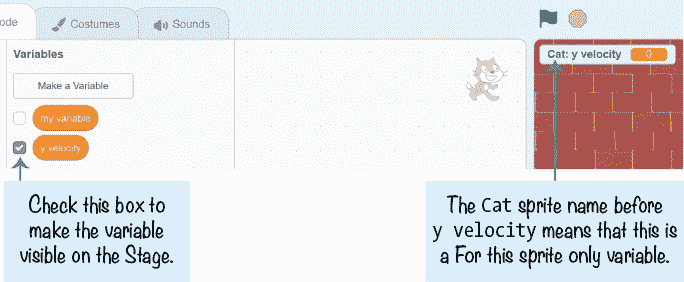 ode
Costumes
Sounds
Variables
Make a Variable
my variable
y velocity
Cat: y velocity 0
Check this box to
make the variable
visible on the Stage.
The Cat sprite name before
y velocity means that this is
a For this sprite only variable.